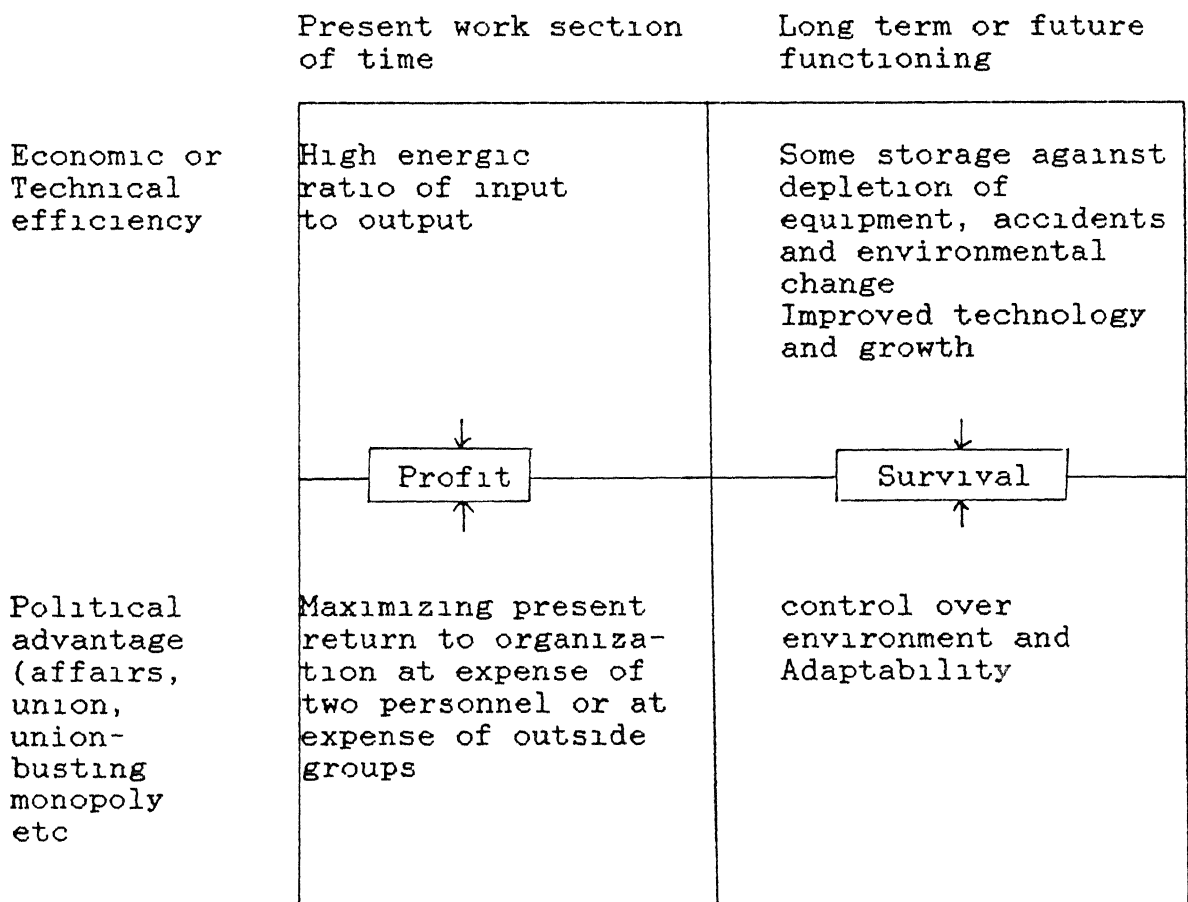 Present work section
of time
Long term or future
functioning
Economic or
Technical
efficiency
High energic
ratio of input
to output
Some storage against
depletion of
equipment, accidents
and environmental
change
Improved technology
and growth
Profit
Survival
Political
advantage
(affairs,
union,
union-
busting
monopoly
etc
Maximizing present
return to organiza-
tion at expense of
two personnel or at
expense of outside
groups
control over
environment and
Adaptability